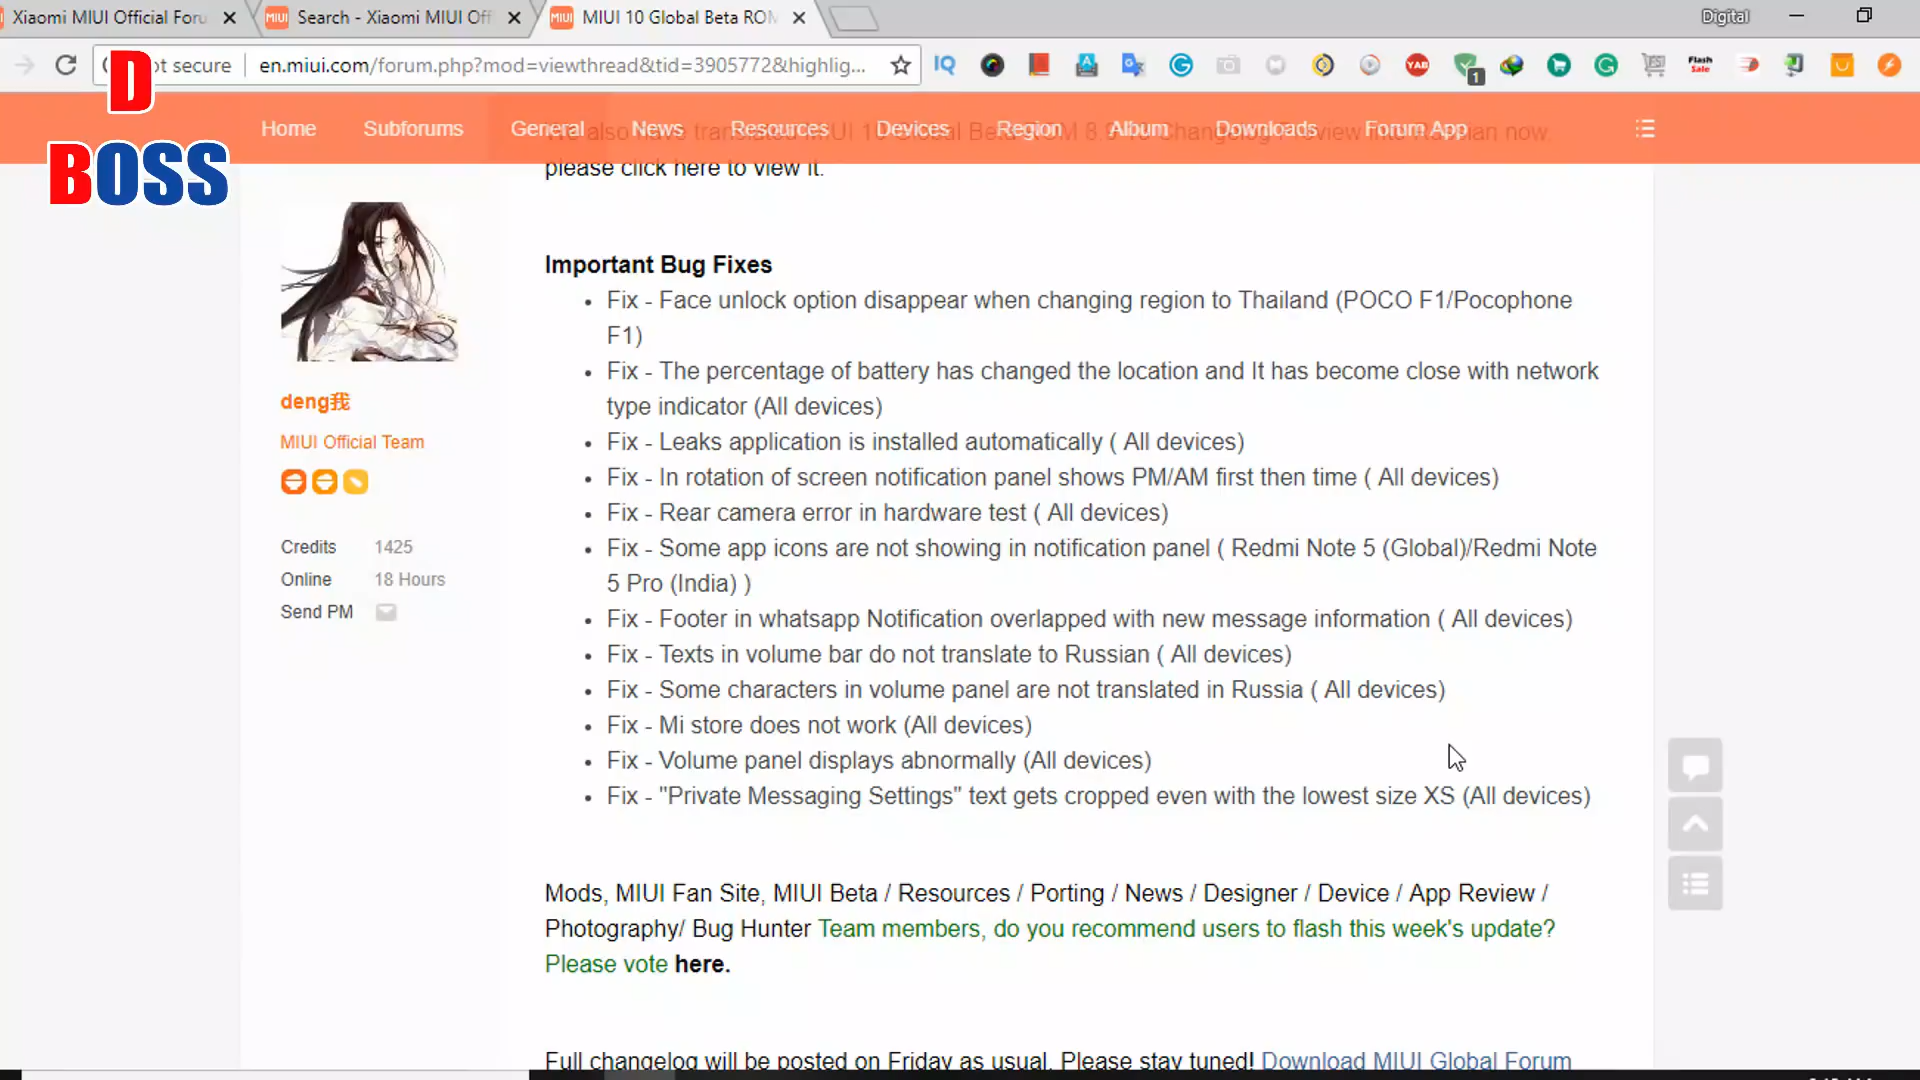 Xiaomi MIUI Official Foru
Search - Xiaomi MIUI Off
MIUI 10 Global Beta ROM
Digital
ot secure
en.miui.com/forum.php?mod=viewthread&tid=3905772&highlig...
D
BOSS
Home Subforums General News Resources Devices Region Album Downloads Forum App
please click here to view it.
Important Bug Fixes
• Fix - Face unlock option disappear when changing region to Thailand (POCO F1/Pocophone
F1)
• Fix - The percentage of battery has changed the location and It has become close with network
type indicator (All devices)
• Fix - Leaks application is installed automatically ( All devices)
• Fix - In rotation of screen notification panel shows PM/AM first then time ( All devices)
• Fix - Rear camera error in hardware test ( All devices)
• Fix - Some app icons are not showing in notification panel ( Redmi Note 5 (Global)/Redmi Note
5 Pro (India) )
• Fix - Footer in whatsapp Notification overlapped with new message information ( All devices)
• Fix - Texts in volume bar do not translate to Russian ( All devices)
• Fix - Some characters in volume panel are not translated in Russia ( All devices)
• Fix - Mi store does not work (All devices)
• Fix - Volume panel displays abnormally (All devices)
• Fix - "Private Messaging Settings" text gets cropped even with the lowest size XS (All devices)
deng我
MIUI Official Team
Credits 1425
Online 18 Hours
Send PM
Mods, MIUI Fan Site, MIUI Beta / Resources / Porting / News / Designer / Device / App Review /
Photography/ Bug Hunter Team members, do you recommend users to flash this week's update?
Please vote here.
Full changelog will be posted on Friday as usual. Please stay tuned! Download MIUI Global Forum